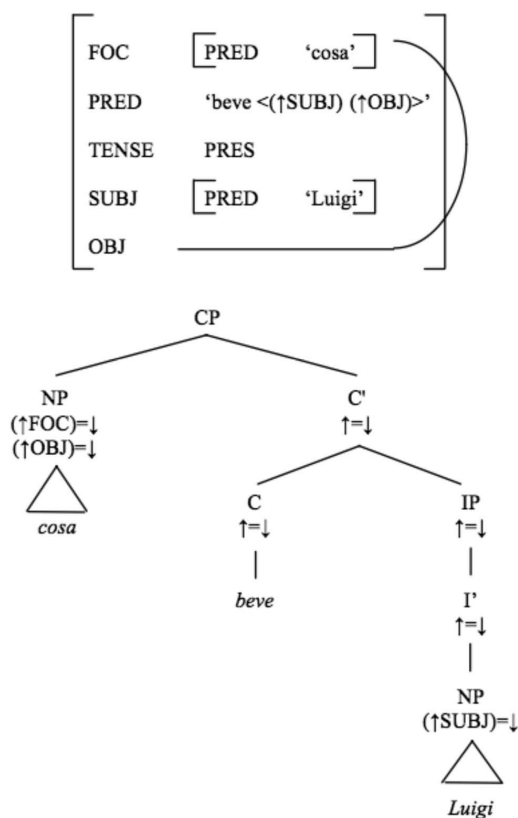 FOC [PRED 'cosa']
PRED ‘beve <(↑SUBJ) (↑OBJ)>’
TENSE PRES
SUBJ [PRED ‘Luigi’]
OBJ
CP
NP C'
(↑FOC)=↓ ↑=↓
(↑OBJ)=↓
C IP
cosa ↑=↓ ↑=↓
beve I’
↑=↓
NP
(↑SUBJ)=↓
Luigi